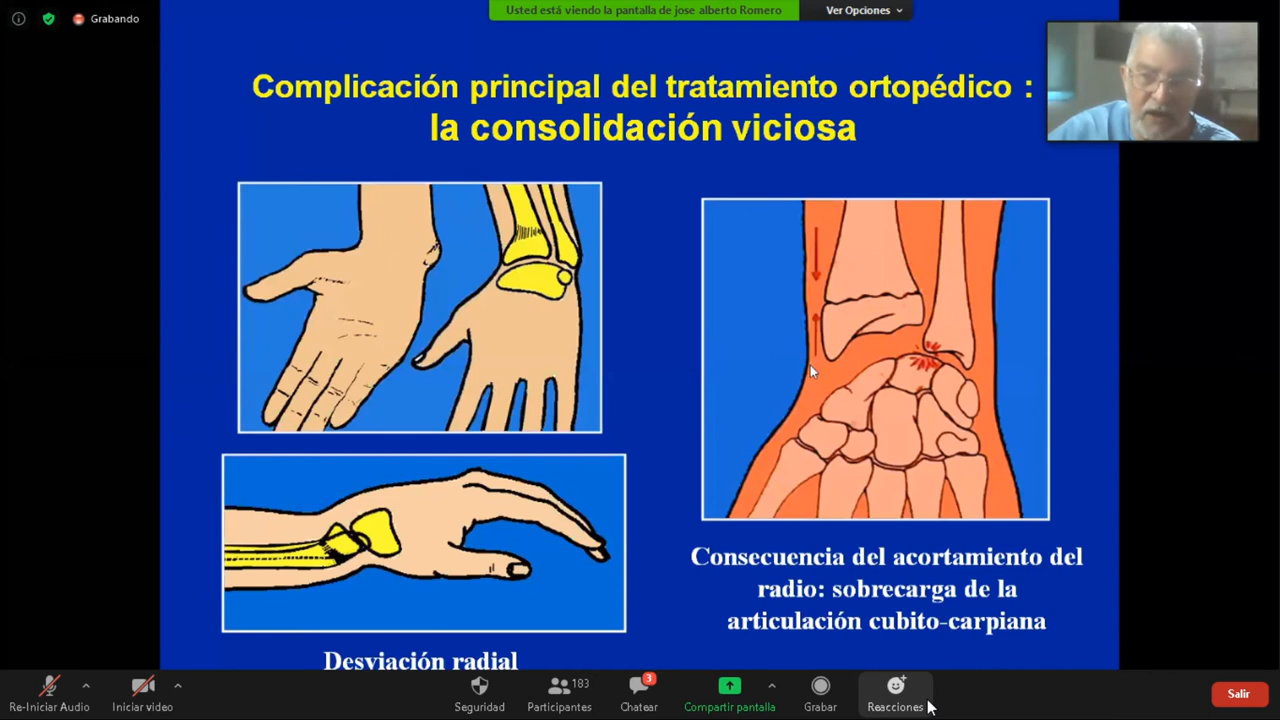 Grabando
Usted está viendo la pantalla de jose alberto Romero
Ver Opciones
Complicación principal del tratamiento ortopédico :
la consolidación viciosa
Consecuencia del acortamiento del
radio: sobrecarga de la
articulación cubito-carpiana
Desviación radial
Re-Iniciar Audio
Iniciar video
Seguridad
183
Participantes
3
Chatear
Compartir pantalla
Grabar
Reacciones
Salir